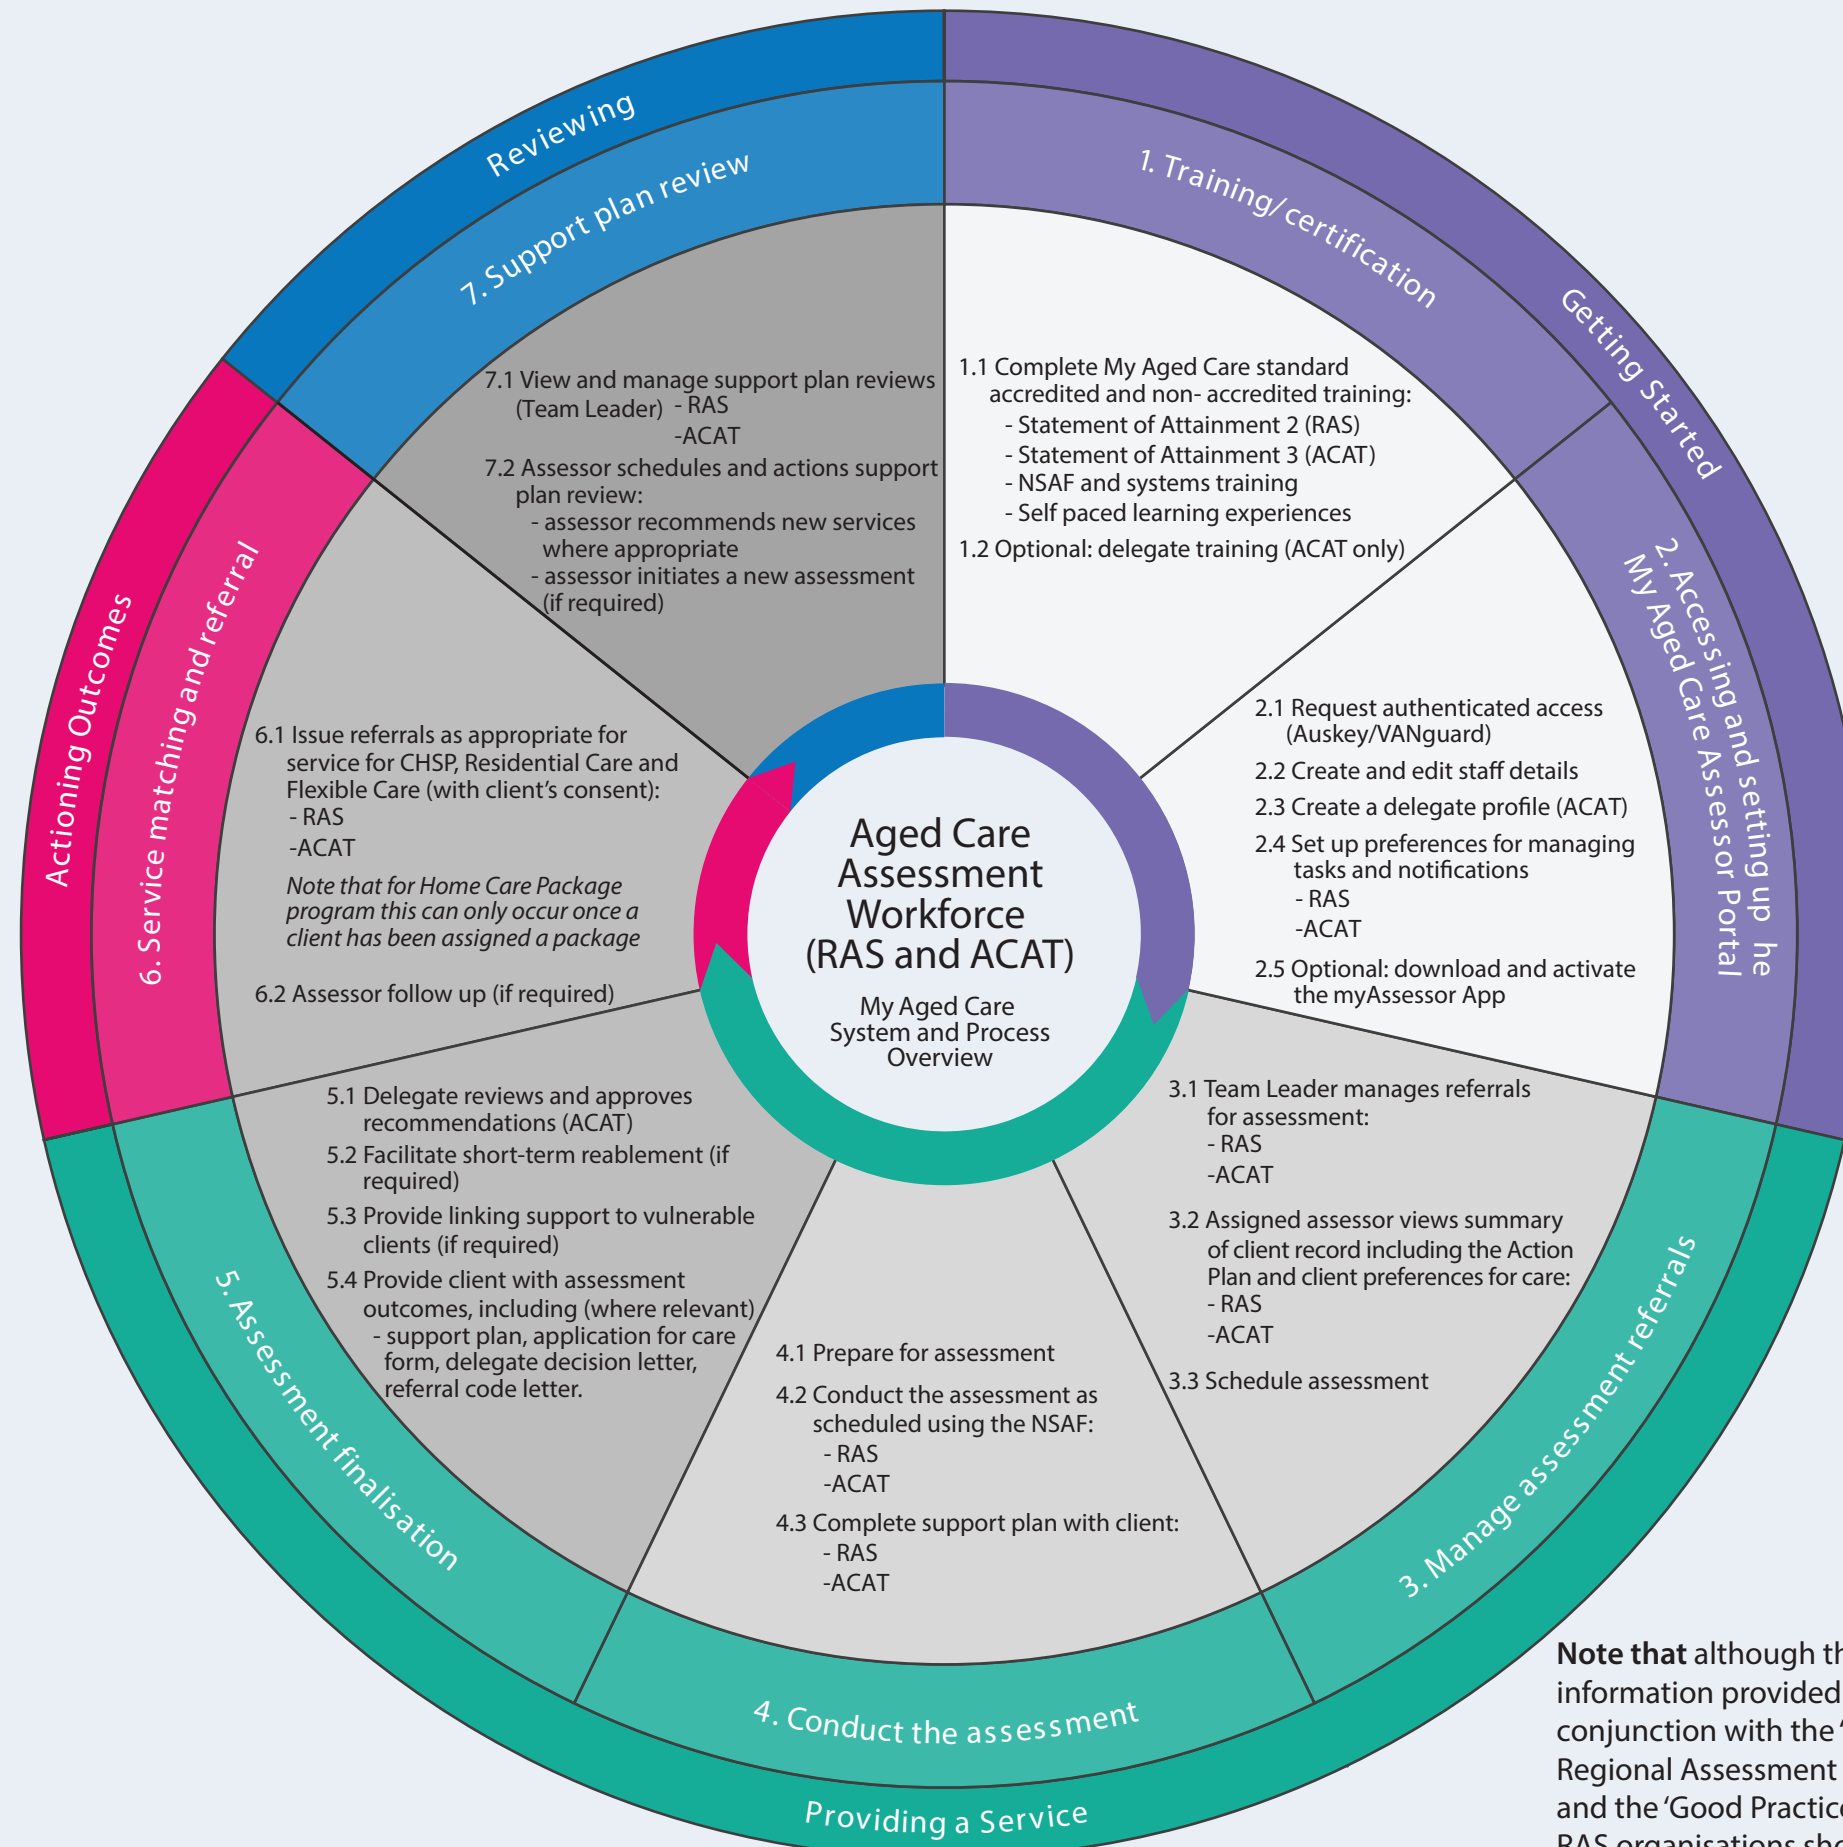 Aged Care
Assessment
Workforce
(RAS and ACAT)
My Aged Care
System and Process
Overview
Getting Started
1. Training/certification
1.1 Complete My Aged Care standard
accredited and non- accredited training:
- Statement of Attainment 2 (RAS)
- Statement of Attainment 3 (ACAT)
- NSAF and systems training
- Self paced learning experiences
1.2 Optional: delegate training (ACAT only)
2. Accessing and setting up he
My Aged Care Assessor Portal
2.1 Request authenticated access
(Auskey/VANguard)
2.2 Create and edit staff details
2.3 Create a delegate profile (ACAT)
2.4 Set up preferences for managing
tasks and notifications
- RAS
-ACAT
2.5 Optional: download and activate
the myAssessor App
Providing a Service
3. Manage assessment referrals
3.1 Team Leader manages referrals
for assessment:
- RAS
-ACAT
3.2 Assigned assessor views summary
of client record including the Action
Plan and client preferences for care:
- RAS
-ACAT
3.3 Schedule assessment
4. Conduct the assessment
4.1 Prepare for assessment
4.2 Conduct the assessment as
scheduled using the NSAF:
- RAS
-ACAT
4.3 Complete support plan with client:
- RAS
-ACAT
5. Assessment finalisation
5.1 Delegate reviews and approves
recommendations (ACAT)
5.2 Facilitate short-term reablement (if
required)
5.3 Provide linking support to vulnerable
clients (if required)
5.4 Provide client with assessment
outcomes, including (where relevant)
- support plan, application for care
form, delegate decision letter,
referral code letter.
Actioning Outcomes
6. Service matching and referral
6.1 Issue referrals as appropriate for
service for CHSP, Residential Care and
Flexible Care (with client's consent):
- RAS
-ACAT
Note that for Home Care Package
program this can only occur once a
client has been assigned a package
6.2 Assessor follow up (if required)
Reviewing
7. Support plan review
7.1 View and manage support plan reviews
(Team Leader) - RAS
-ACAT
7.2 Assessor schedules and actions support
plan review:
- assessor recommends new services
where appropriate
- assessor initiates a new assessment
(if required)
Note that although
information provided
conjunction with the '
Regional Assessment
and the 'Good Practice
RAS organisations